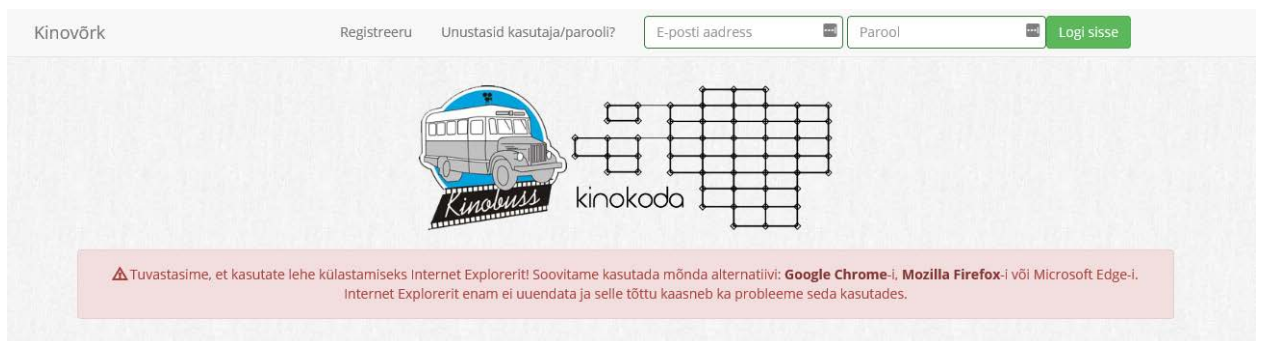 Kinovõrk
Registreeru
Unustasid kasutaja/parooli?
E-posti aadress
Parool
Logi sisse
Kinobuss
kinokoda
Tuvastasime, et kasutate lehe külastamiseks Internet Explorerit! Soovitame kasutada mõnda alternatiivi: Google Chrome-i, Mozilla Firefox-i või Microsoft Edge-i.
Internet Explorerit enam ei uuendata ja selle tõttu kaasneb ka probleeme seda kasutades.